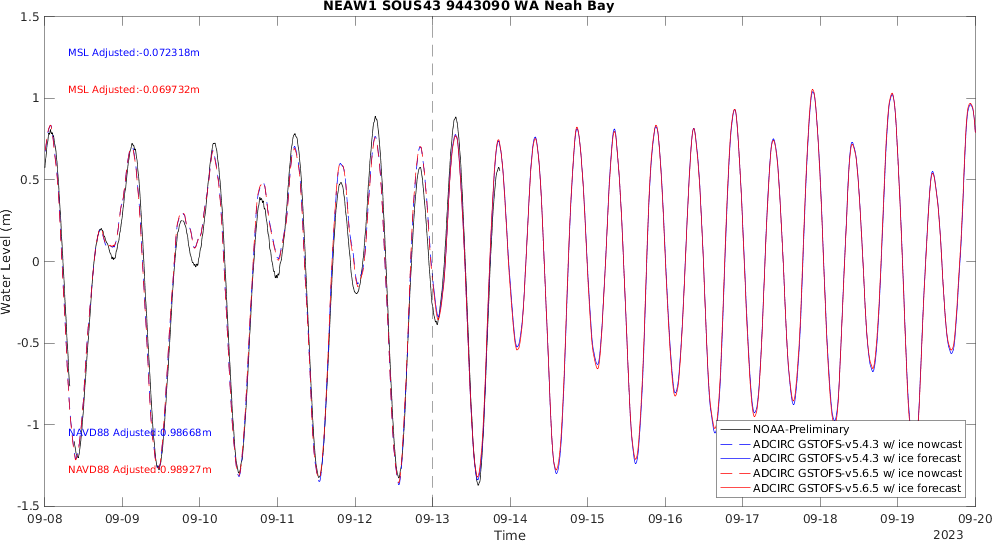 NEAW1 SOUS43 9443090 WA Neah Bay
1.5
1
0.5
0
-0.5
-1
-1.5
Water Level (m)
MSL Adjusted:-0.072318m
MSL Adjusted:-0.069732m
NAVD88 Adjusted:0.98668m
NAVD88 Adjusted:0.98927m
NOAA-Preliminary
ADCIRC GSTOFS-v5.4.3 w/ ice nowcast
ADCIRC GSTOFS-v5.4.3 w/ ice forecast
ADCIRC GSTOFS-v5.6.5 w/ ice nowcast
ADCIRC GSTOFS-v5.6.5 w/ ice forecast
09-08 09-09 09-10 09-11 09-12 09-13 09-14 09-15 09-16 09-17 09-18 09-19 09-20
Time
2023